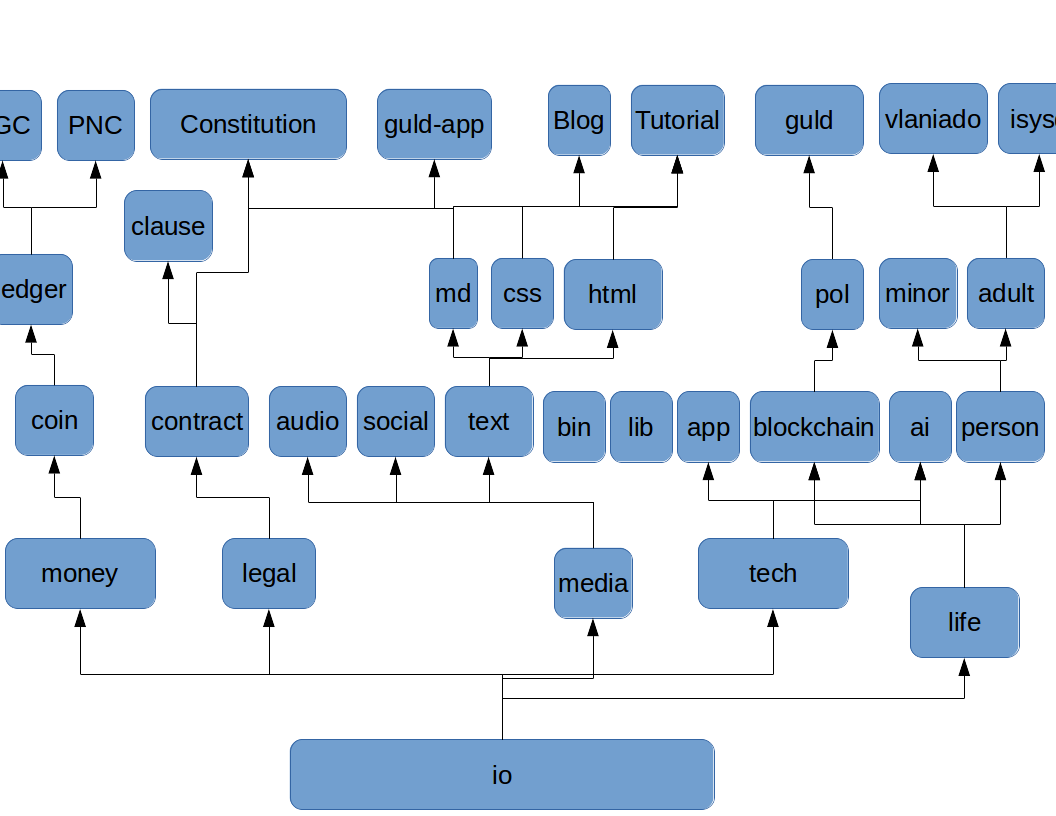 GC
PNC
Constitution
guld-app
Blog
Tutorial
guld
vlaniado
clause
edger
md
css
html
pol
minor
adult
coin
contract
audio
social
text
bin
lib
app
blockchain
ai
person
money
legal
media
tech
life
io